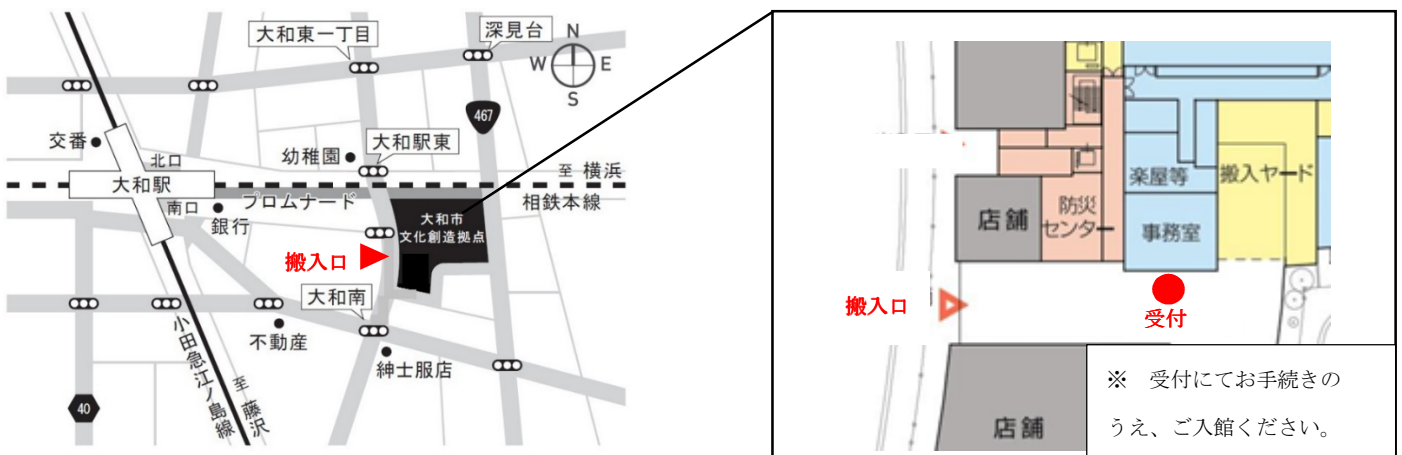 大和東一丁目
深見台
N
W
E
S
467
交番
大和駅東
幼稚園
北口
至 横浜
大和駅
プロムナード
相鉄本線
南口
銀行
大和市
文化創造拠点
搬入口
大和南
不動産
紳士服店
40
小田急江ノ島線
至 藤沢
楽屋等
搬入ヤード
店舗
防災
センター
事務室
搬入口
受付
店舗
※ 受付にてお手続きの
うえ、ご入館ください。